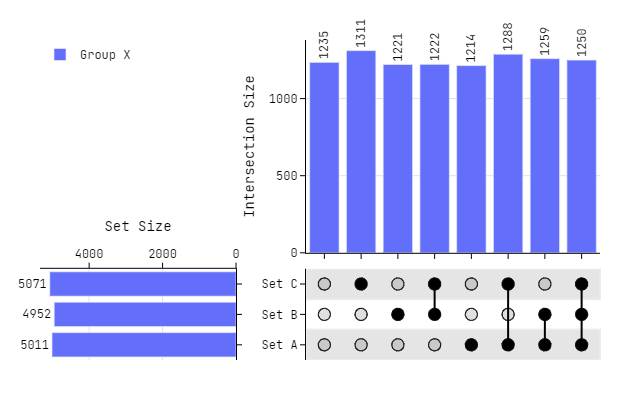 Group X
Intersection Size
1235
1311
1221
1222
1214
1288
1259
1250
1000
500
0
Set Size
4000 2000 0
5071
4952
5011
Set C
Set B
Set A